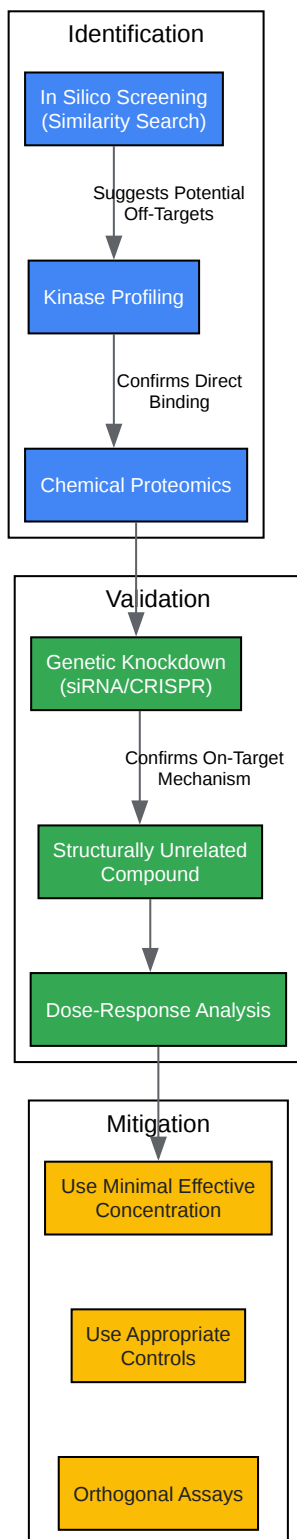 Identification
In Silico Screening
(Similarity Search)
Suggests Potential
Off-Targets
Kinase Profiling
Confirms Direct
Binding
Chemical Proteomics
Validation
Genetic Knockdown
(siRNA/CRISPR)
Confirms On-Target
Mechanism
Structurally Unrelated
Compound
Dose-Response Analysis
Mitigation
Use Minimal Effective
Concentration
Use Appropriate
Controls
Orthogonal Assays